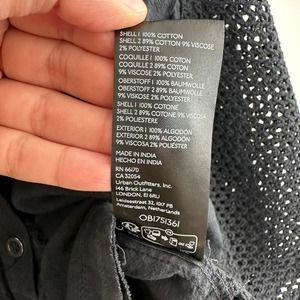 SHELL 1 100% COTTON
SHELL 2 89% COTTON 9% VISCOSE
2% POLYESTER
COQUILLE 1 100% COTON
COQUILLE 2 89% COTON
9% VISCOSE 2% POLYESTER
OBERSTOFF 1 100% BAUMWOLLE
OBERSTOFF 2 89% BAUMWOLLE
9% VISKOSE 2% POLYESTER
SHELL 1 100% COTONE
SHELL 2 89% COTONE 9% VISCOSA
2% POLIESTERE
EXTERIOR 1 100% ALGODÓN
EXTERIOR 2 89% ALGODÓN
9% VISCOSA 2% POLIÉSTER
MADE IN INDIA
HECHO EN INDIA
RN 66170
CA 32054
Urban Outfitters, Inc.
146 Brick Lane
LONDON, E1 6RU
Leidsestraat 32, 1017 PB
Amsterdam, Netherlands
OB1751361